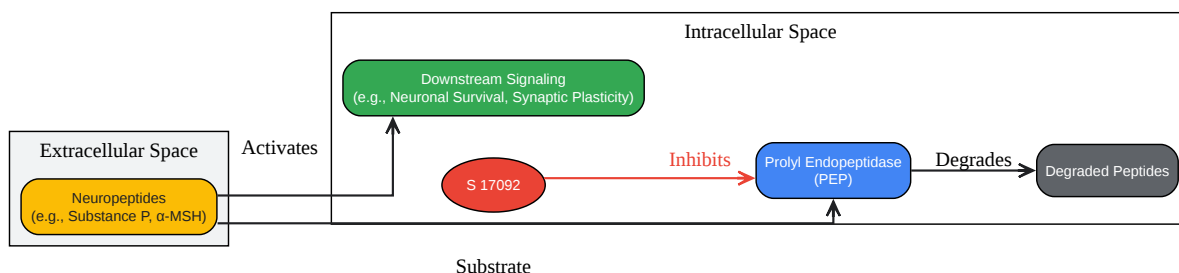 Intracellular Space
Downstream Signaling
(e.g., Neuronal Survival, Synaptic Plasticity)
Extracellular Space
Activates
Neuropeptides
(e.g., Substance P, α-MSH)
S 17092
Inhibits
Prolyl Endopeptidase
(PEP)
Degrades
Degraded Peptides
Substrate